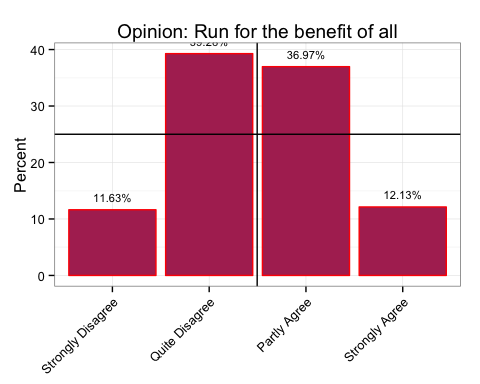 Opinion: Run for the benefit of all
Percent
40
30
20
10
0
11.63%
36.97%
12.13%
Strongly Disagree
Quite Disagree
Partly Agree
Strongly Agree